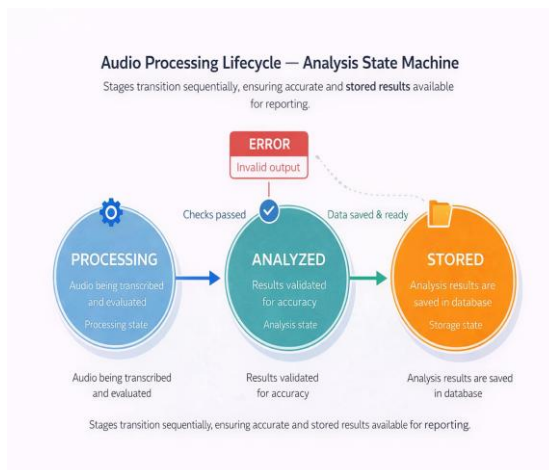 Audio Processing Lifecycle — Analysis State Machine
Stages transition sequentially, ensuring accurate and stored results available
for reporting.
ERROR
Invalid output
Checks passed
Data saved & ready
PROCESSING
Audio being transcribed
and evaluated
Processing state
ANALYZED
Results validated
for accuracy
Analysis state
STORED
Analysis results are
saved in database
Storage state
Audio being transcribed
and evaluated
Results validated
for accuracy
Analysis results are saved
in database
Stages transition sequentially, ensuring accurate and stored results available for reporting.